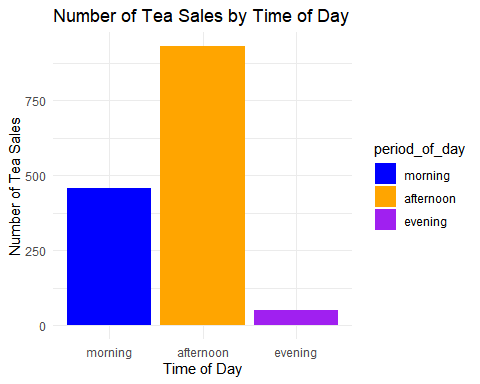 Number of Tea Sales by Time of Day
Number of Tea Sales
750
500
250
0
morning
afternoon
evening
Time of Day
period_of_day
morning
afternoon
evening